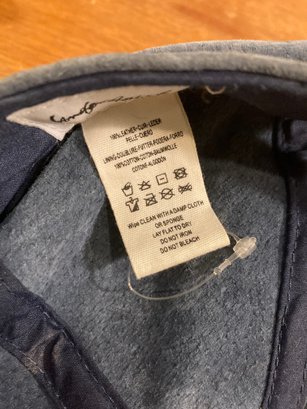 100% LEATHER-CUIR-LEDER
PELLE-CUERO
LINING-DOUBLURE-FUTTER-FODERA-FORRO
100% COTTON-COTON-BAUMWOLLE
COTONE-ALGODÓN
Wipe CLEAN WITH A DAMP CLOTH
OR SPONGE
LAY FLAT TO DRY
DO NOT IRON
DO NOT BLEACH